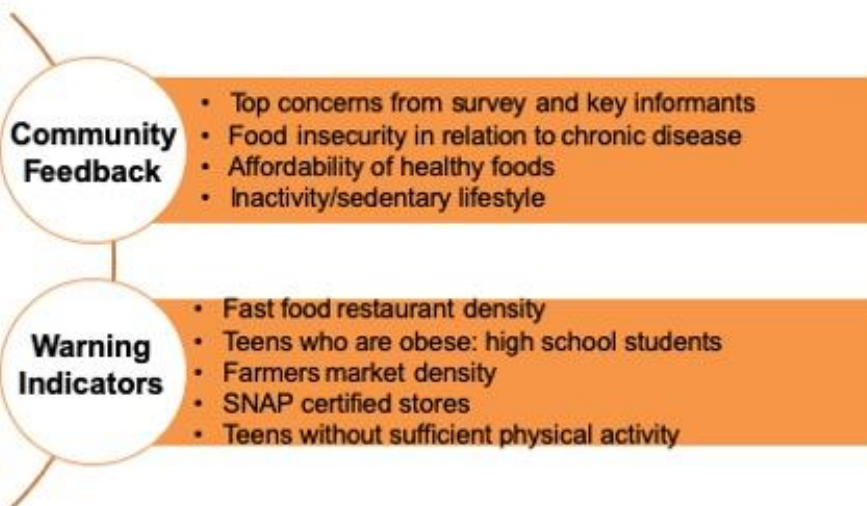 Community
Feedback
• Top concerns from survey and key informants
• Food insecurity in relation to chronic disease
• Affordability of healthy foods
• Inactivity/sedentary lifestyle
Warning
Indicators
• Fast food restaurant density
• Teens who are obese: high school students
• Farmers market density
• SNAP certified stores
• Teens without sufficient physical activity